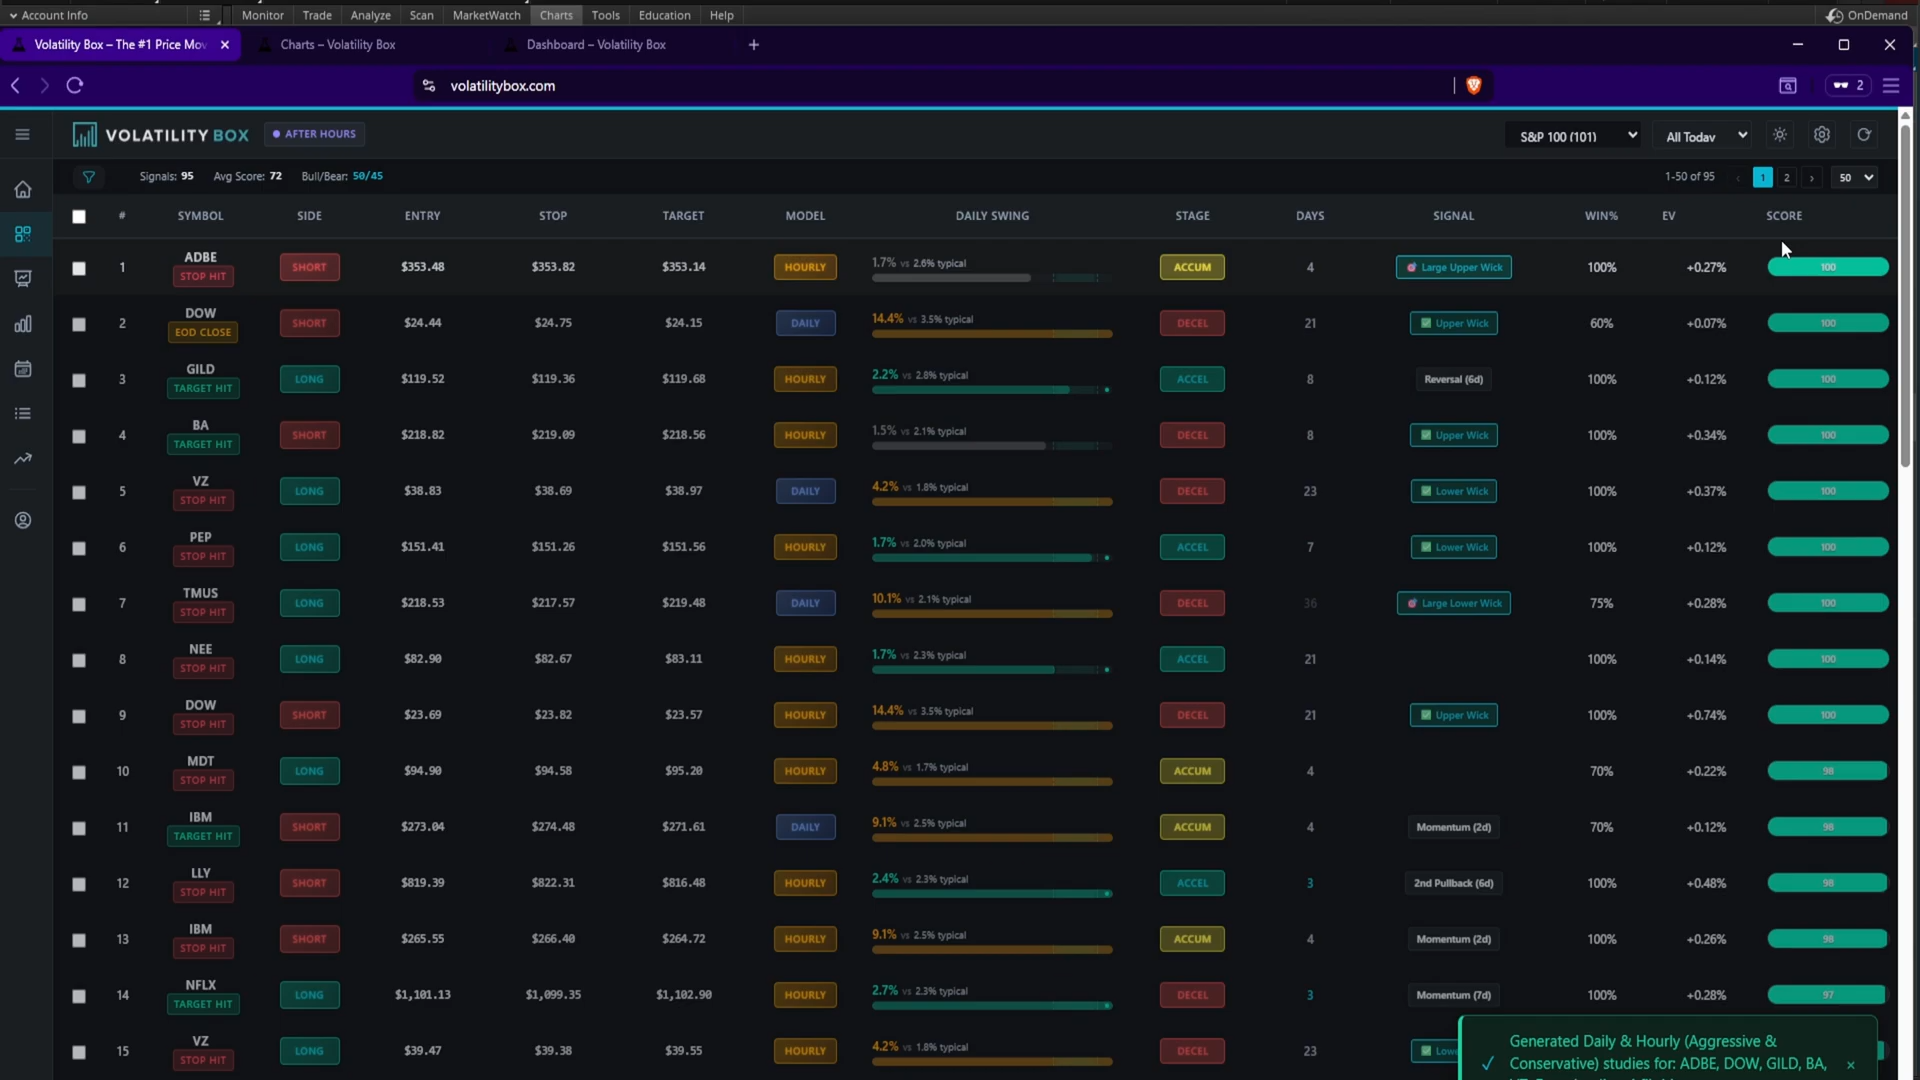 Account Info Monitor Trade Analyze Scan MarketWatch Charts Tools Education Help OnDemand
Volatility Box – The #1 Price Mov Charts – Volatility Box Dashboard – Volatility Box
volatilitybox.com 2
VOLATILITY BOX AFTER HOURS S&P 100 (101) All Today
Signals: 95 Avg Score: 72 Bull/Bear: 50/45 1-50 of 95 1 2 50
# SYMBOL SIDE ENTRY STOP TARGET MODEL DAILY SWING STAGE DAYS SIGNAL WIN% EV SCORE
1 ADBE STOP HIT SHORT $353.48 $353.82 $353.14 HOURLY 1.7% vs 2.6% typical ACCUM 4 Large Upper Wick 100% +0.27% 100
2 DOW EOD CLOSE SHORT $24.44 $24.75 $24.15 DAILY 14.4% vs 3.5% typical DECEL 21 Upper Wick 60% +0.07% 100
3 GILD TARGET HIT LONG $119.52 $119.36 $119.68 HOURLY 2.2% vs 2.8% typical ACCEL 8 Reversal (6d) 100% +0.12% 100
4 BA TARGET HIT SHORT $218.82 $219.09 $218.56 HOURLY 1.5% vs 2.1% typical DECEL 8 Upper Wick 100% +0.34% 100
5 VZ STOP HIT LONG $38.83 $38.69 $38.97 DAILY 4.2% vs 1.8% typical DECEL 23 Lower Wick 100% +0.37% 100
6 PEP STOP HIT LONG $151.41 $151.26 $151.56 HOURLY 1.7% vs 2.0% typical ACCEL 7 Lower Wick 100% +0.12% 100
7 TMUS STOP HIT LONG $218.53 $217.57 $219.48 DAILY 10.1% vs 2.1% typical DECEL 36 Large Lower Wick 75% +0.28% 100
8 NEE STOP HIT LONG $82.90 $82.67 $83.11 HOURLY 1.7% vs 2.3% typical ACCEL 21 100% +0.14% 100
9 DOW STOP HIT SHORT $23.69 $23.82 $23.57 HOURLY 14.4% vs 3.5% typical DECEL 21 Upper Wick 100% +0.74% 100
10 MDT STOP HIT LONG $94.90 $94.58 $95.20 HOURLY 4.8% vs 1.7% typical ACCUM 4 70% +0.22% 98
11 IBM TARGET HIT SHORT $273.04 $274.48 $271.61 DAILY 9.1% vs 2.5% typical ACCUM 4 Momentum (2d) 70% +0.12% 98
12 LLY STOP HIT SHORT $819.39 $822.31 $816.48 HOURLY 2.4% vs 2.3% typical ACCEL 3 2nd Pullback (6d) 100% +0.48% 98
13 IBM STOP HIT SHORT $265.55 $266.40 $264.72 HOURLY 9.1% vs 2.5% typical ACCUM 4 Momentum (2d) 100% +0.26% 98
14 NFLX TARGET HIT LONG $1,101.13 $1,099.35 $1,102.90 HOURLY 2.7% vs 2.3% typical DECEL 3 Momentum (7d) 100% +0.28% 97
15 VZ STOP HIT LONG $39.47 $39.38 $39.55 HOURLY 4.2% vs 1.8% typical DECEL 23 Low
Generated Daily & Hourly (Aggressive &
Conservative) studies for: ADBE, DOW, GILD, BA,